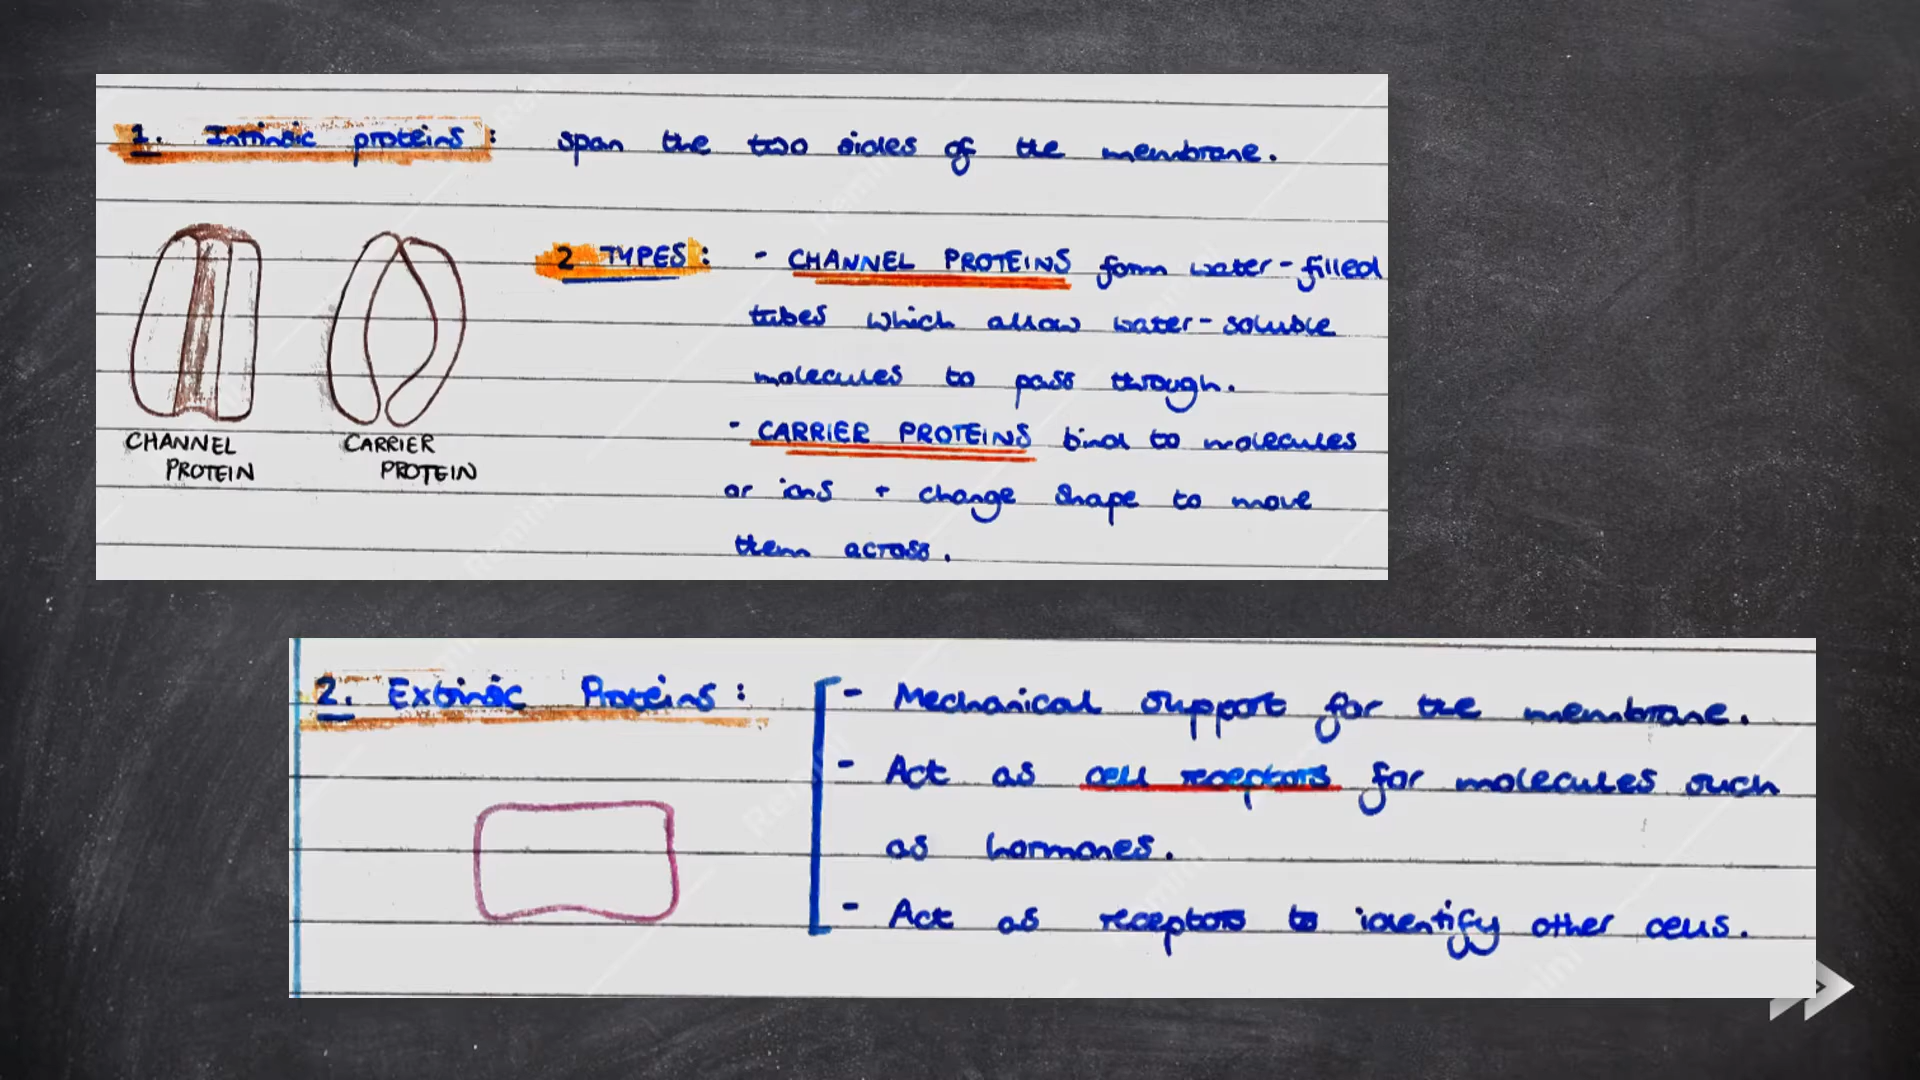 1. Intrinsic proteins: span the two sides of the membrane.
2 TYPES: - CHANNEL PROTEINS form water-filled
tubes which allow water-soluble
molecules to pass through.
- CARRIER PROTEINS bind to molecules
or ions + change shape to move
them across.
CHANNEL
PROTEIN
CARRIER
PROTEIN
2. Extrinsic Proteins: - Mechanical support for the membrane.
- Act as cell receptors for molecules such
as hormones.
- Act as receptors to identify other cells.